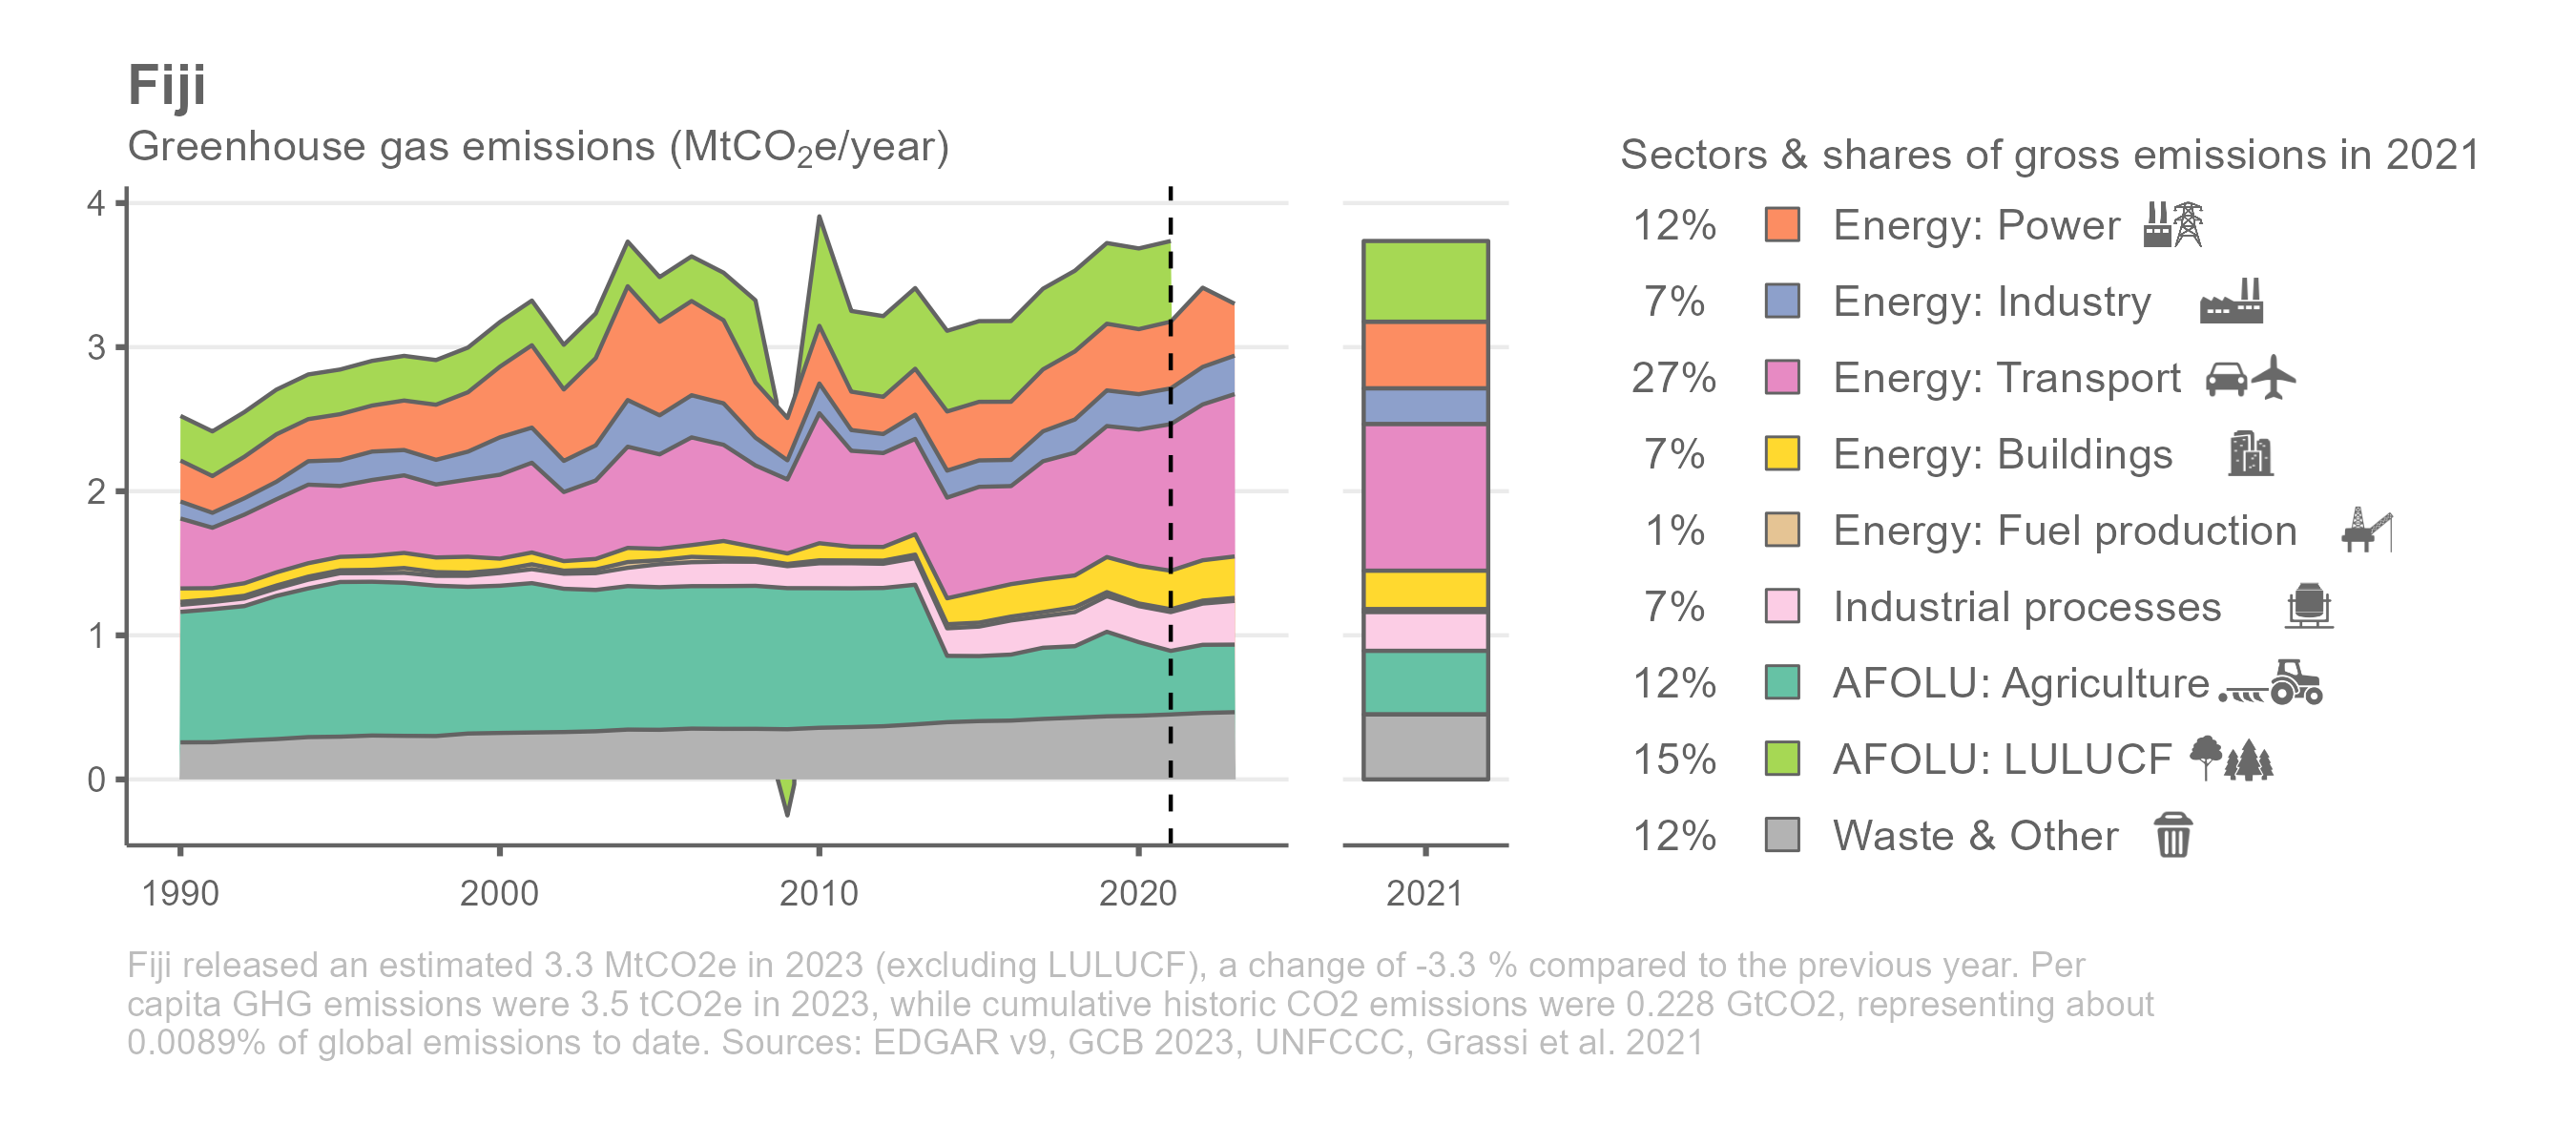 Fiji
Greenhouse gas emissions (MtCO₂e/year)
4
3
2
1
0
1990 2000 2010 2020
2021
Sectors & shares of gross emissions in 2021
12% Energy: Power
7% Energy: Industry
27% Energy: Transport
7% Energy: Buildings
1% Energy: Fuel production
7% Industrial processes
12% AFOLU: Agriculture
15% AFOLU: LULUCF
12% Waste & Other
Fiji released an estimated 3.3 MtCO2e in 2023 (excluding LULUCF), a change of -3.3 % compared to the previous year. Per
capita GHG emissions were 3.5 tCO2e in 2023, while cumulative historic CO2 emissions were 0.228 GtCO2, representing about
0.0089% of global emissions to date. Sources: EDGAR v9, GCB 2023, UNFCCC, Grassi et al. 2021